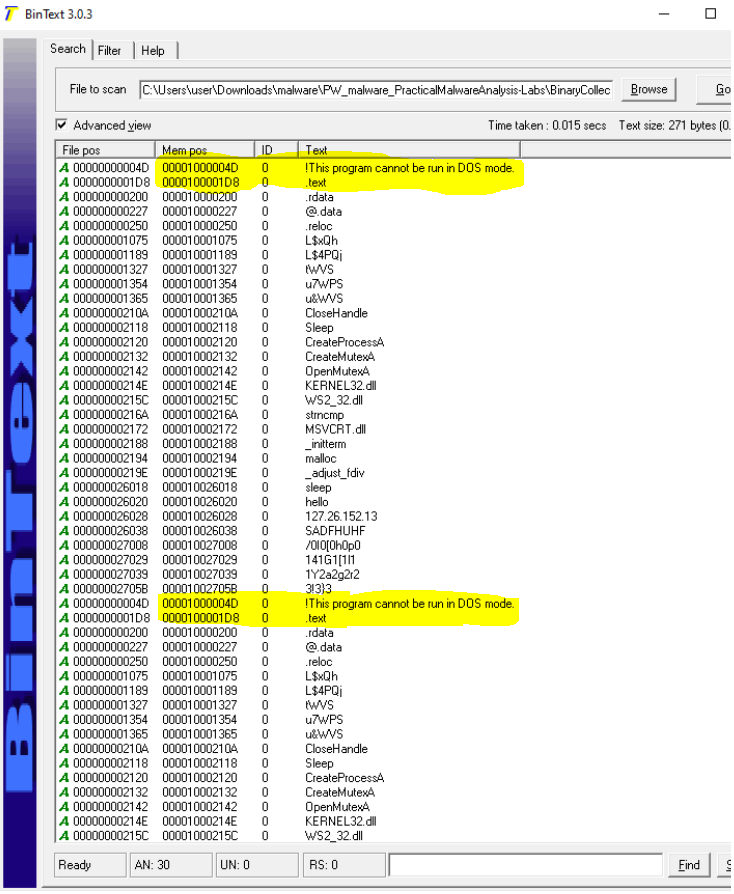 BinText 3.0.3
Search Filter Help
File to scan C:\Users\user\Downloads\malware\PW_malware_PracticalMalwareAnalysis-Labs\BinaryCollec Browse Go
Advanced view Time taken : 0.015 secs Text size: 271 bytes (0.
File pos Mem pos ID Text
A 00000000004D 00001000004D 0 !This program cannot be run in DOS mode.
A 0000000001D8 0000100001D8 0 .text
A 000000000200 000010000200 0 .rdata
A 000000000227 000010000227 0 @.data
A 000000000250 000010000250 0 .reloc
A 000000001075 000010001075 0 L$xQh
A 000000001189 000010001189 0 L$4PQj
A 000000001327 000010001327 0 tWVS
A 000000001354 000010001354 0 u7WPS
A 000000001365 000010001365 0 u&WVS
A 00000000210A 00001000210A 0 CloseHandle
A 000000002118 000010002118 0 Sleep
A 000000002120 000010002120 0 CreateProcessA
A 000000002132 000010002132 0 CreateMutexA
A 000000002142 000010002142 0 OpenMutexA
A 00000000214E 00001000214E 0 KERNEL32.dll
A 00000000215C 00001000215C 0 WS2_32.dll
A 00000000216A 00001000216A 0 strncmp
A 000000002172 000010002172 0 MSVCRT.dll
A 000000002188 000010002188 0 _initterm
A 000000002194 000010002194 0 malloc
A 00000000219E 00001000219E 0 _adjust_fdiv
A 000000026018 000010026018 0 sleep
A 000000026020 000010026020 0 hello
A 000000026028 000010026028 0 127.26.152.13
A 000000026038 000010026038 0 SADFHUHF
A 000000027008 000010027008 0 /0I0[0h0p0
A 000000027029 000010027029 0 141G1[1l1
A 000000027039 000010027039 0 1Y2a2g2r2
A 00000002705B 00001002705B 0 3!3}3
A 00000000004D 00001000004D 0 !This program cannot be run in DOS mode.
A 0000000001D8 0000100001D8 0 .text
A 000000000200 000010000200 0 .rdata
A 000000000227 000010000227 0 @.data
A 000000000250 000010000250 0 .reloc
A 000000001075 000010001075 0 L$xQh
A 000000001189 000010001189 0 L$4PQj
A 000000001327 000010001327 0 tWVS
A 000000001354 000010001354 0 u7WPS
A 000000001365 000010001365 0 u&WVS
A 00000000210A 00001000210A 0 CloseHandle
A 000000002118 000010002118 0 Sleep
A 000000002120 000010002120 0 CreateProcessA
A 000000002132 000010002132 0 CreateMutexA
A 000000002142 000010002142 0 OpenMutexA
A 00000000214E 00001000214E 0 KERNEL32.dll
A 00000000215C 00001000215C 0 WS2_32.dll
Ready AN: 30 UN: 0 RS: 0 Find S
BinText